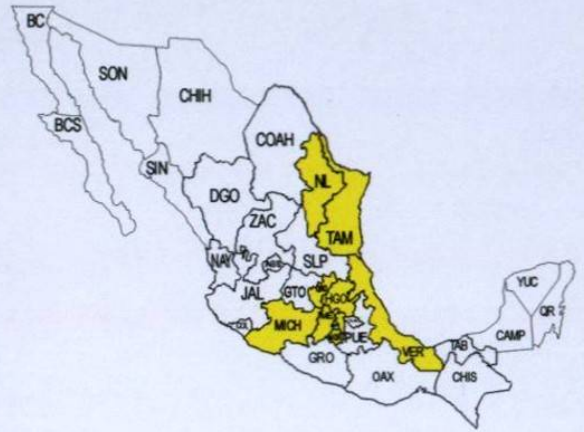 BC
SON
CHIH
COAH
BCS
SIN
NL
DGO
ZAC
TAM
NAY
SLP
JAL
GTO
HGO
YUC
QR
MICH
PUE
CAMP
VER
TAB
GRO
OAX
CHIS